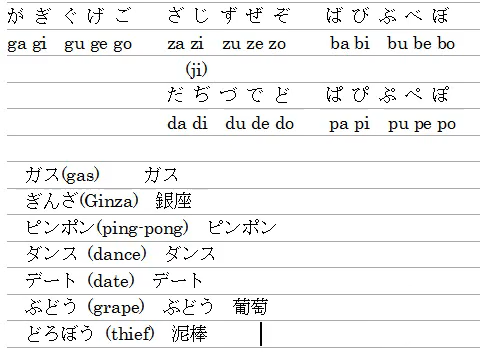 が ぎ ぐ げ ご ざ じ ず ぜ ぞ ば び ぶ べ ぼ
ga gi gu ge go za zi zu ze zo ba bi bu be bo
(ji)
だ ぢ づ で ど ぱ ぴ ぷ ぺ ぽ
da di du de do pa pi pu pe po
ガス(gas) ガス
ぎんざ(Ginza) 銀座
ピンポン(ping-pong) ピンポン
ダンス (dance) ダンス
デート (date) デート
ぶどう (grape) ぶどう 葡萄
どろぼう (thief) 泥棒